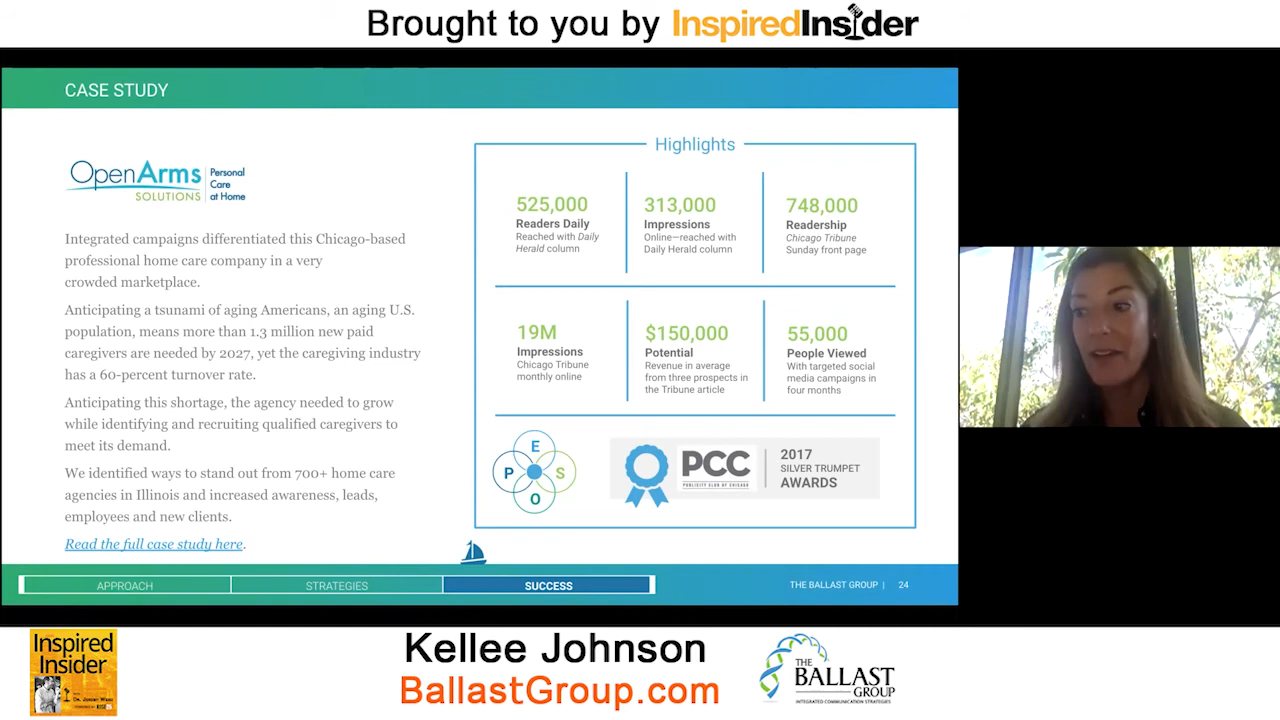 Brought to you by InspiredInsider
CASE STUDY
OpenArms
SOLUTIONS
Personal
Care
at Home
Integrated campaigns differentiated this Chicago-based
professional home care company in a very
crowded marketplace.
Anticipating a tsunami of aging Americans, an aging U.S.
population, means more than 1.3 million new paid
caregivers are needed by 2027, yet the caregiving industry
has a 60-percent turnover rate.
Anticipating this shortage, the agency needed to grow
while identifying and recruiting qualified caregivers to
meet its demand.
We identified ways to stand out from 700+ home care
agencies in Illinois and increased awareness, leads,
employees and new clients.
Read the full case study here.
Highlights
525,000
Readers Daily
Reached with Daily
Herald column
313,000
Impressions
Online—reached with
Daily Herald column
748,000
Readership
Chicago Tribune
Sunday front page
19M
Impressions
Chicago Tribune
monthly online
$150,000
Potential
Revenue in average
from three prospects in
the Tribune article
55,000
People Viewed
With targeted social
media campaigns in
four months
E
P S
O
PCC
PUBLICITY CLUB OF CHICAGO
2017
SILVER TRUMPET
AWARDS
APPROACH
STRATEGIES
SUCCESS
THE BALLAST GROUP | 24
Inspired
Insider
Kellee Johnson
BallastGroup.com
THE
BALLAST
GROUP
INTEGRATED COMMUNICATION STRATEGIES